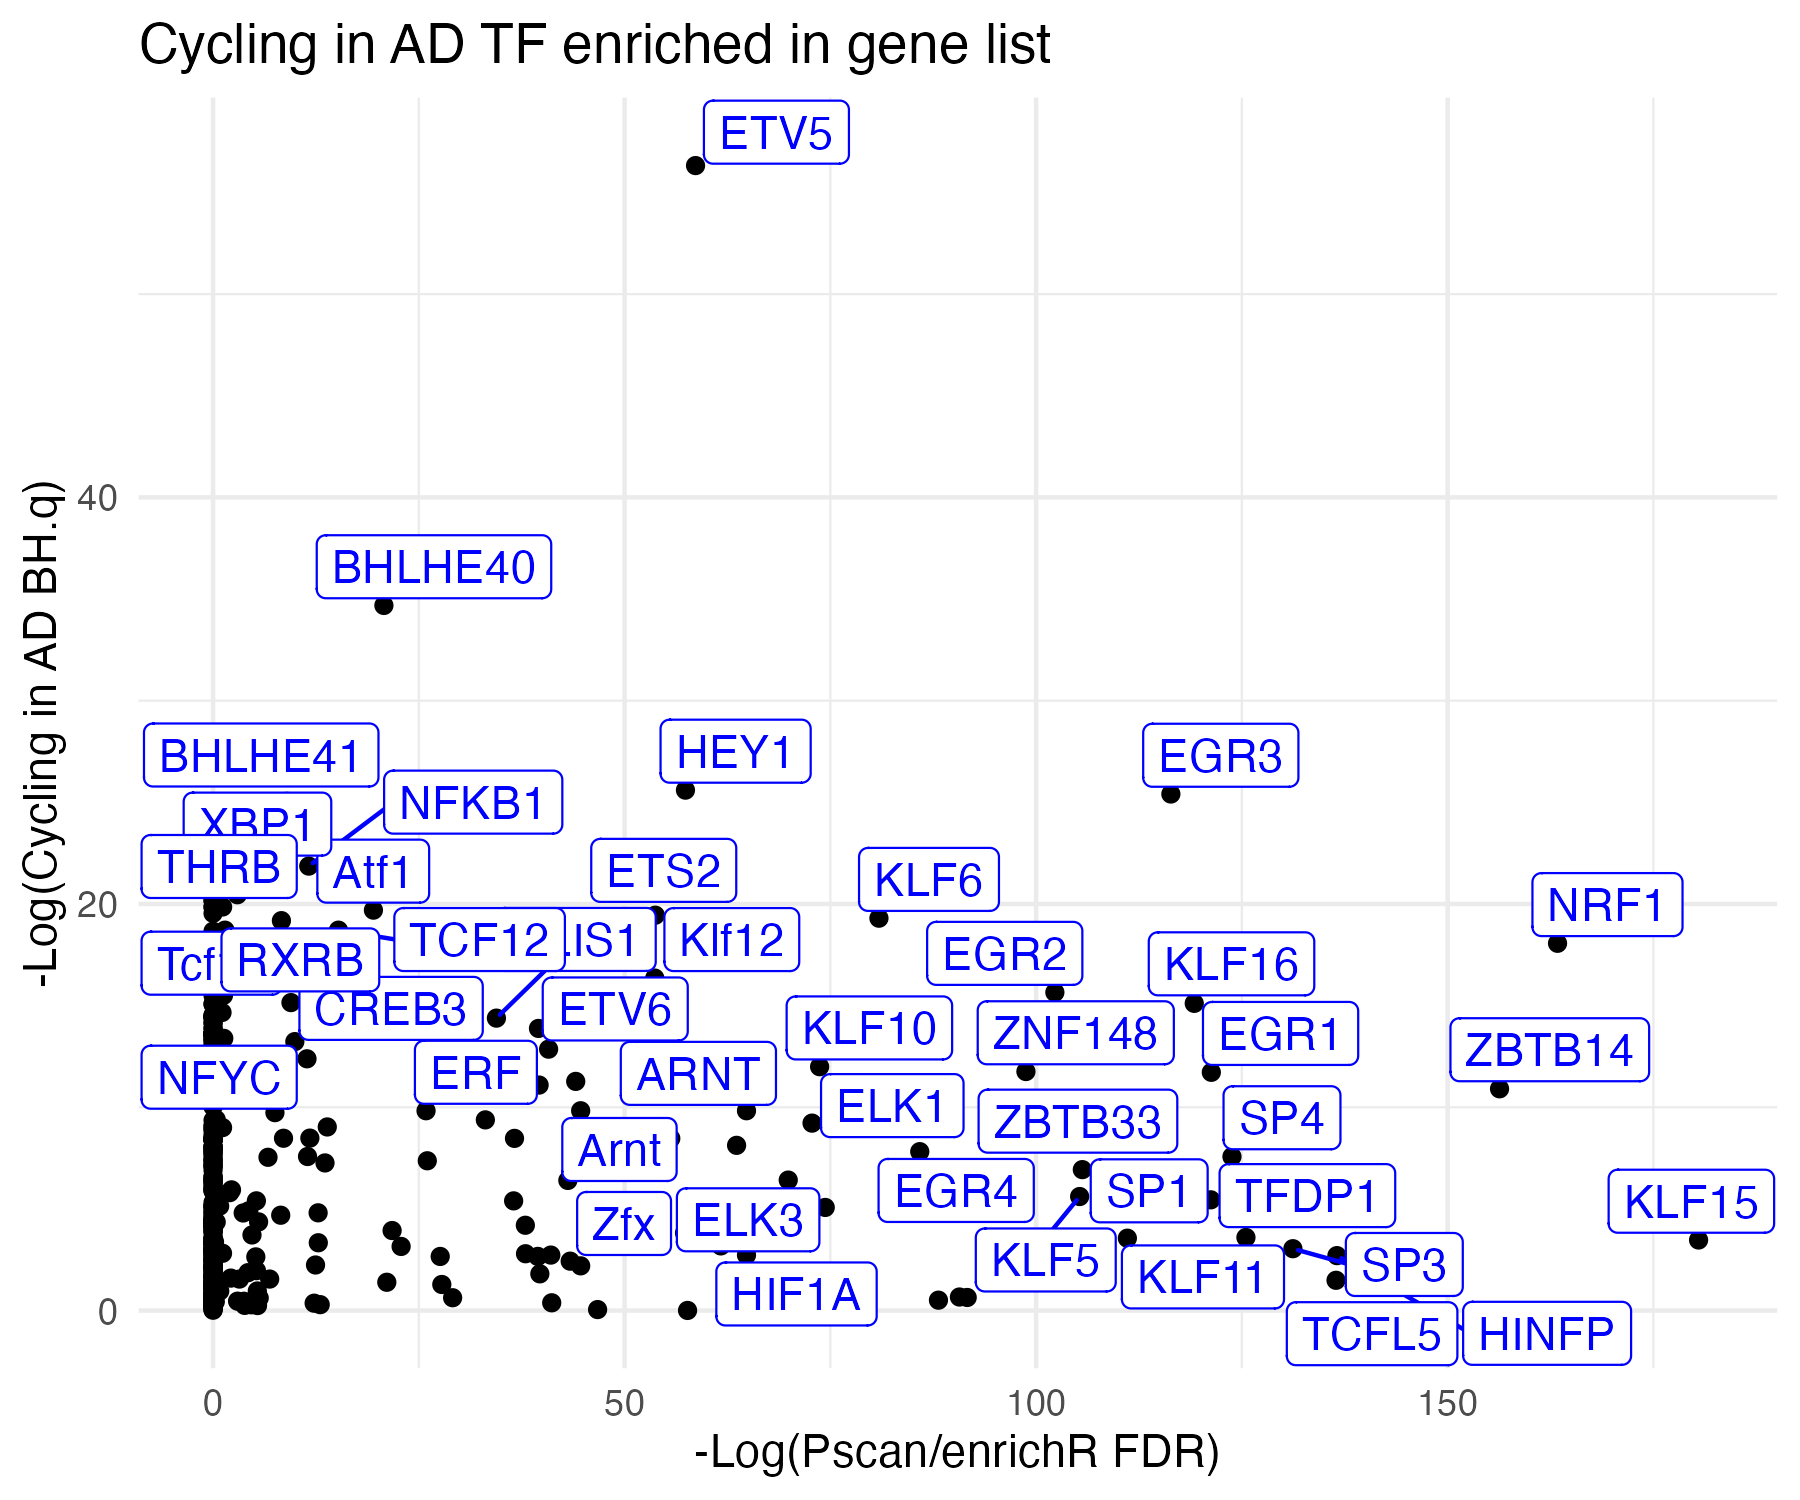 Cycling in AD TF enriched in gene list
ETV5
40
BHLHE40
BHLHE41
HEY1
EGR3
NFKB1
XBP1
THRB
Atf1
ETS2
KLF6
NRF1
20
TCF12
Klf12
EGR2
KLF16
RXRB
CREB3
ETV6
KLF10
ZNF148
EGR1
ZBTB14
NFYC
ERF
ARNT
ELK1
ZBTB33
SP4
Arnt
EGR4
SP1
TFDP1
KLF15
Zfx
ELK3
KLF5
KLF11
SP3
HIF1A
0
TCFL5
HINFP
0
50
100
150
-Log(Pscan/enrichR FDR)
-Log(Cycling in AD BH.q)